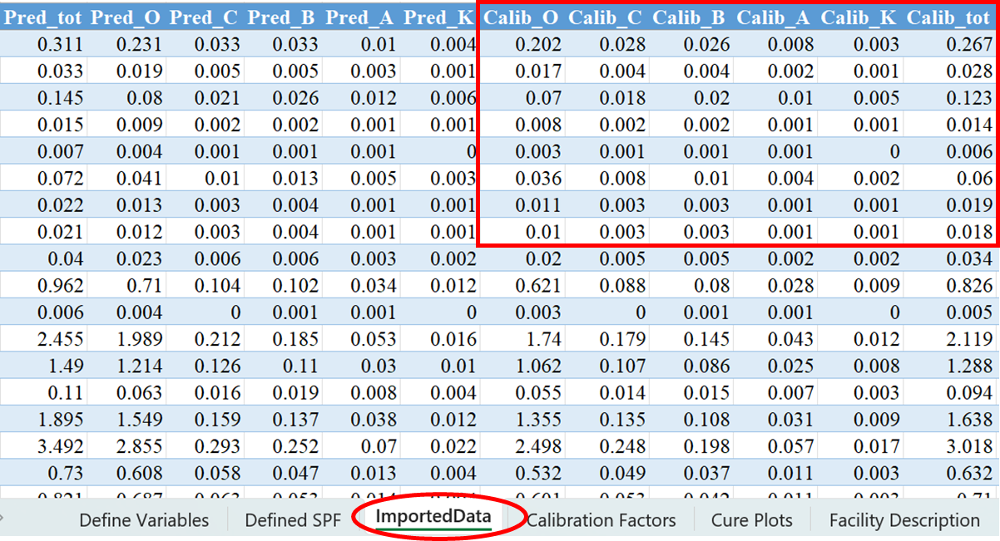 Pred_tot Pred_O Pred_C Pred_B Pred_A Pred_K Calib_O Calib_C Calib_B Calib_A Calib_K Calib_tot
0.311 0.231 0.033 0.033 0.01 0.004 0.202 0.028 0.026 0.008 0.003 0.267
0.033 0.019 0.005 0.005 0.003 0.001 0.017 0.004 0.004 0.002 0.001 0.028
0.145 0.08 0.021 0.026 0.012 0.006 0.07 0.018 0.02 0.01 0.005 0.123
0.015 0.009 0.002 0.002 0.001 0.001 0.008 0.002 0.002 0.001 0.001 0.014
0.007 0.004 0.001 0.001 0.001 0 0.003 0.001 0.001 0.001 0 0.006
0.072 0.041 0.01 0.013 0.005 0.003 0.036 0.008 0.01 0.004 0.002 0.06
0.022 0.013 0.003 0.004 0.001 0.001 0.011 0.003 0.003 0.001 0.001 0.019
0.021 0.012 0.003 0.004 0.001 0.001 0.01 0.003 0.003 0.001 0.001 0.018
0.04 0.023 0.006 0.006 0.003 0.002 0.02 0.005 0.005 0.002 0.002 0.034
0.962 0.71 0.104 0.102 0.034 0.012 0.621 0.088 0.08 0.028 0.009 0.826
0.006 0.004 0 0.001 0.001 0 0.003 0 0.001 0.001 0 0.005
2.455 1.989 0.212 0.185 0.053 0.016 1.74 0.179 0.145 0.043 0.012 2.119
1.49 1.214 0.126 0.11 0.03 0.01 1.062 0.107 0.086 0.025 0.008 1.288
0.11 0.063 0.016 0.019 0.008 0.004 0.055 0.014 0.015 0.007 0.003 0.094
1.895 1.549 0.159 0.137 0.038 0.012 1.355 0.135 0.108 0.031 0.009 1.638
3.492 2.855 0.293 0.252 0.07 0.022 2.498 0.248 0.198 0.057 0.017 3.018
0.73 0.608 0.058 0.047 0.013 0.004 0.532 0.049 0.037 0.011 0.003 0.632
Define Variables Defined SPF ImportedData Calibration Factors Cure Plots Facility Description